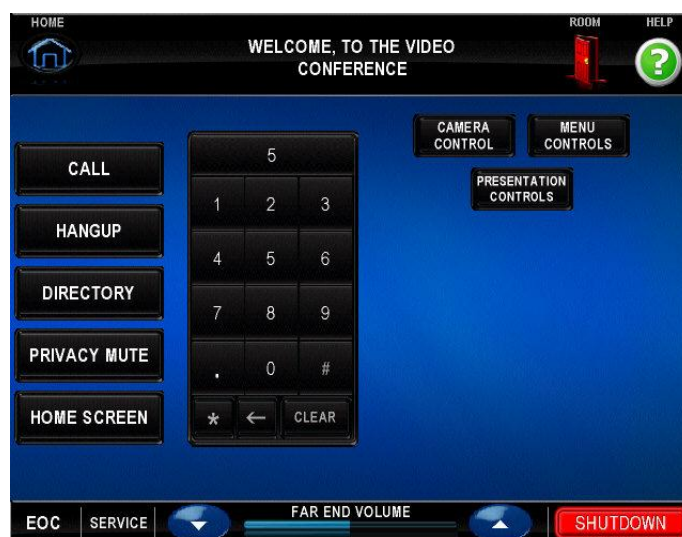 HOME
ROOM
HELP
WELCOME, TO THE VIDEO
CONFERENCE
?
CALL
HANGUP
DIRECTORY
PRIVACY MUTE
HOME SCREEN
5
1 2 3
4 5 6
7 8 9
. 0 #
* ← CLEAR
CAMERA
CONTROL
MENU
CONTROLS
PRESENTATION
CONTROLS
EOC
SERVICE
FAR END VOLUME
SHUTDOWN